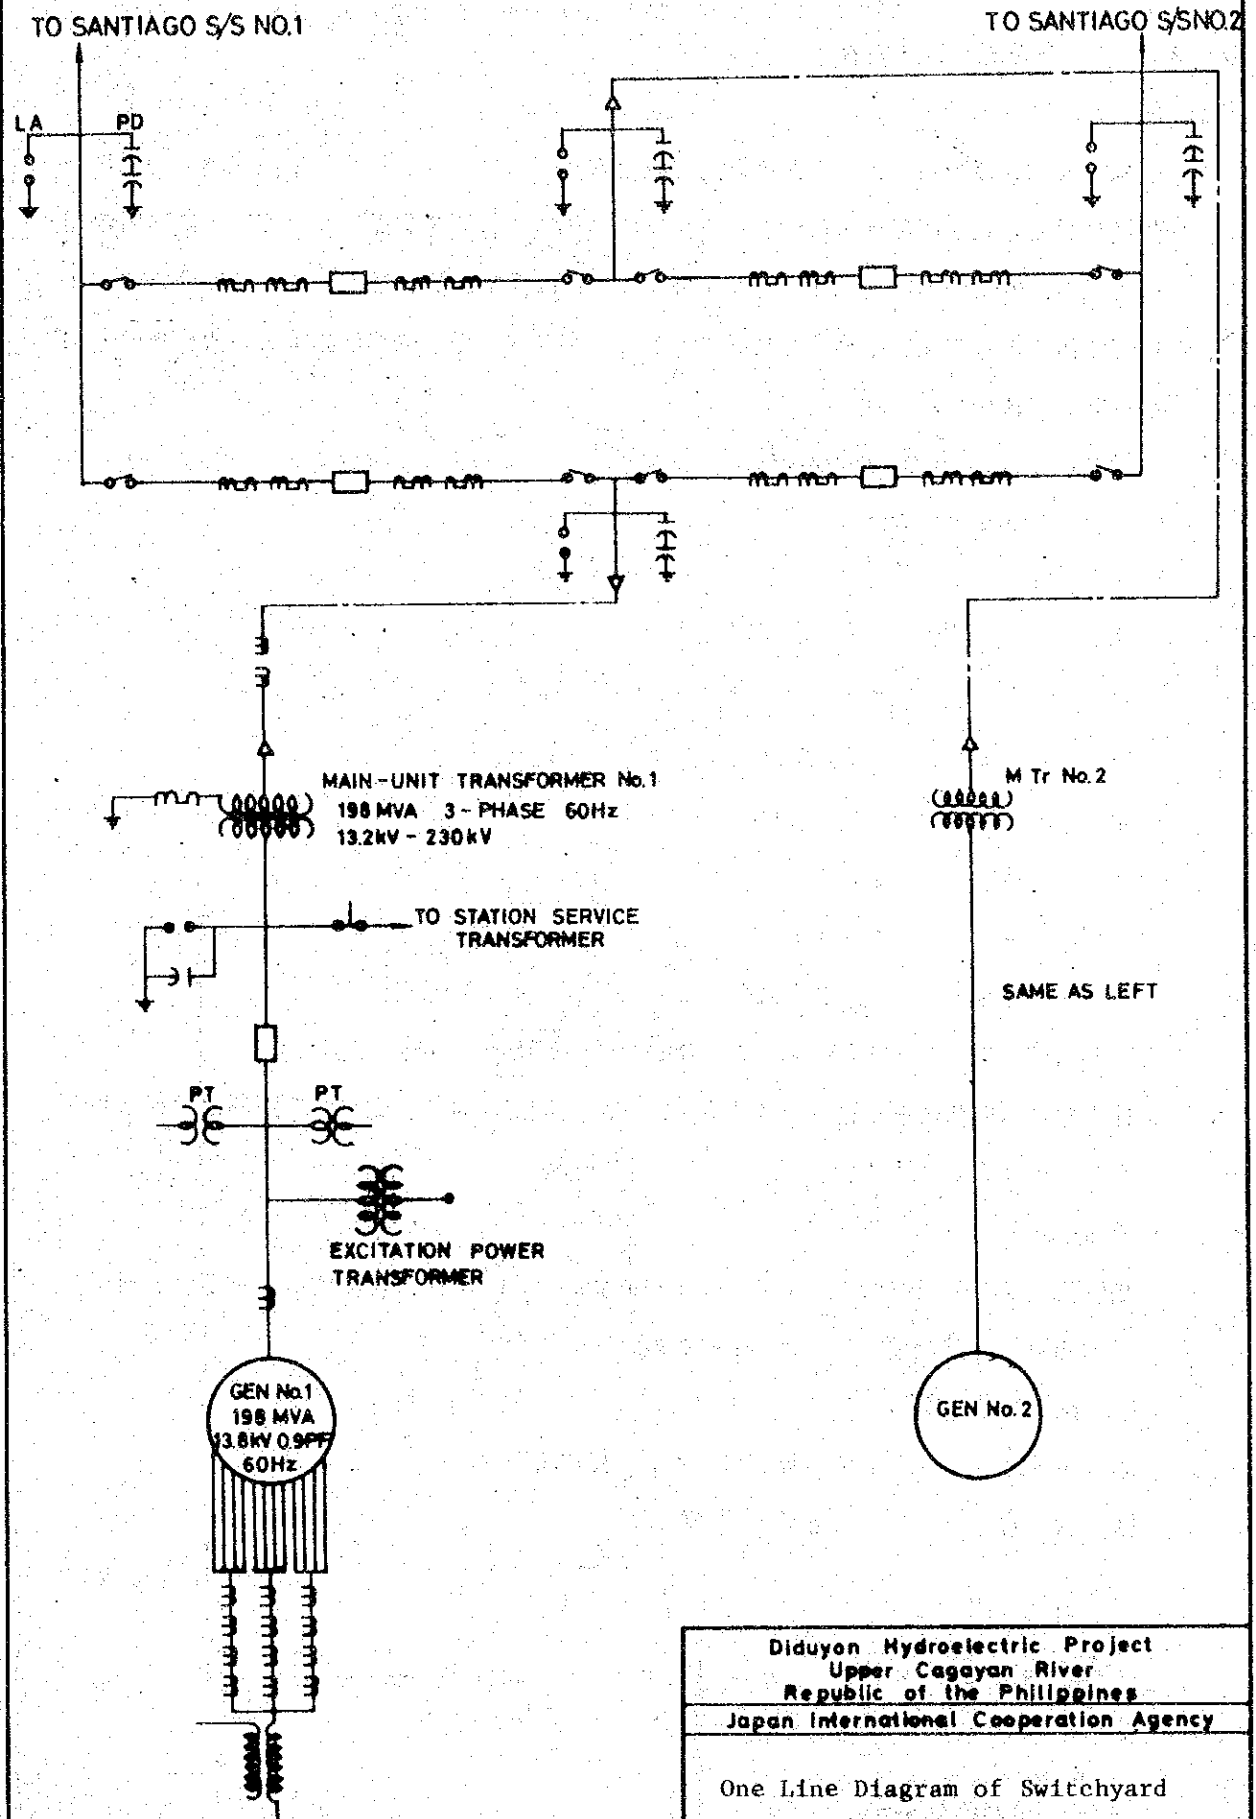 TO SANTIAGO S/S NO.1
TO SANTIAGO S/S NO.2
LA
PD
MAIN-UNIT TRANSFORMER No.1
198 MVA 3-PHASE 60Hz
13.2kV - 230kV
M Tr No.2
TO STATION SERVICE
TRANSFORMER
SAME AS LEFT
PT
PT
EXCITATION POWER
TRANSFORMER
GEN No.1
198 MVA
13.8kV 0.9PF
60Hz
GEN No.2
Diduyon Hydroelectric Project
Upper Cagayan River
Republic of the Philippines
Japan International Cooperation Agency
One Line Diagram of Switchyard